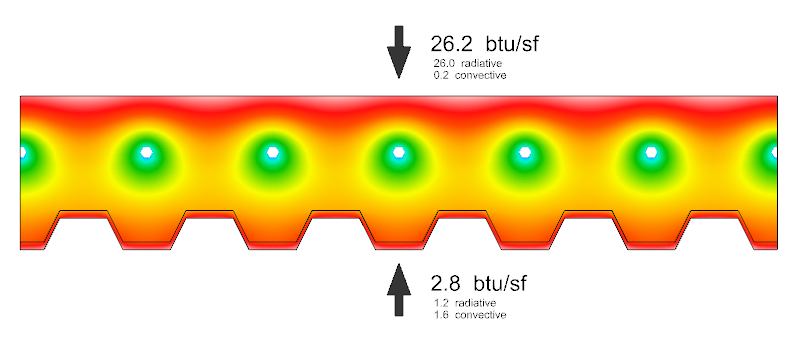 26.2 btu/sf
26.0 radiative
0.2 convective
2.8 btu/sf
1.2 radiative
1.6 convective